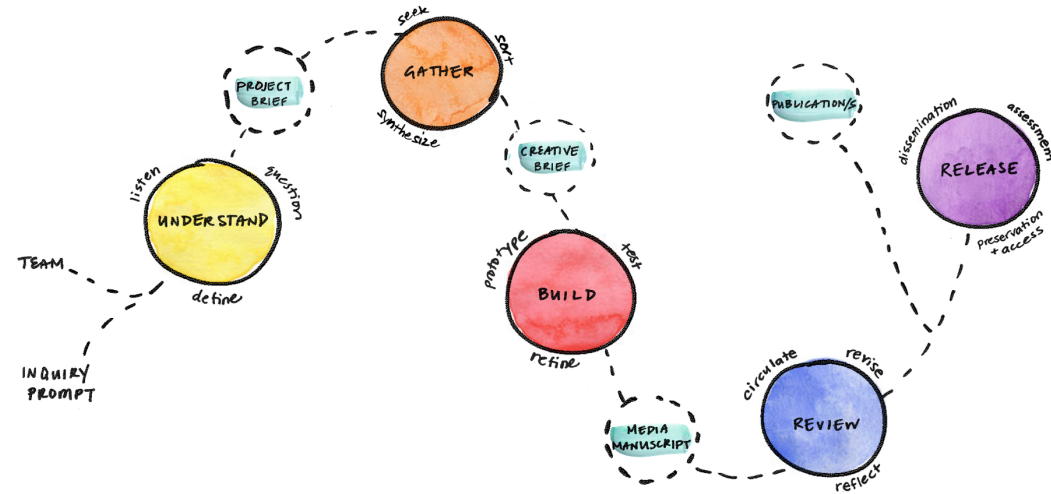 TEAM
INQUIRY
PROMPT
listen
question
UNDERSTAND
define
PROJECT
BRIEF
seek
sort
GATHER
synthesize
CREATIVE
BRIEF
prototype
test
BUILD
refine
MEDIA
MANUSCRIPT
circulate
revise
REVIEW
reflect
PUBLICATION/S
dissemination
assessment
RELEASE
preservation
+ access